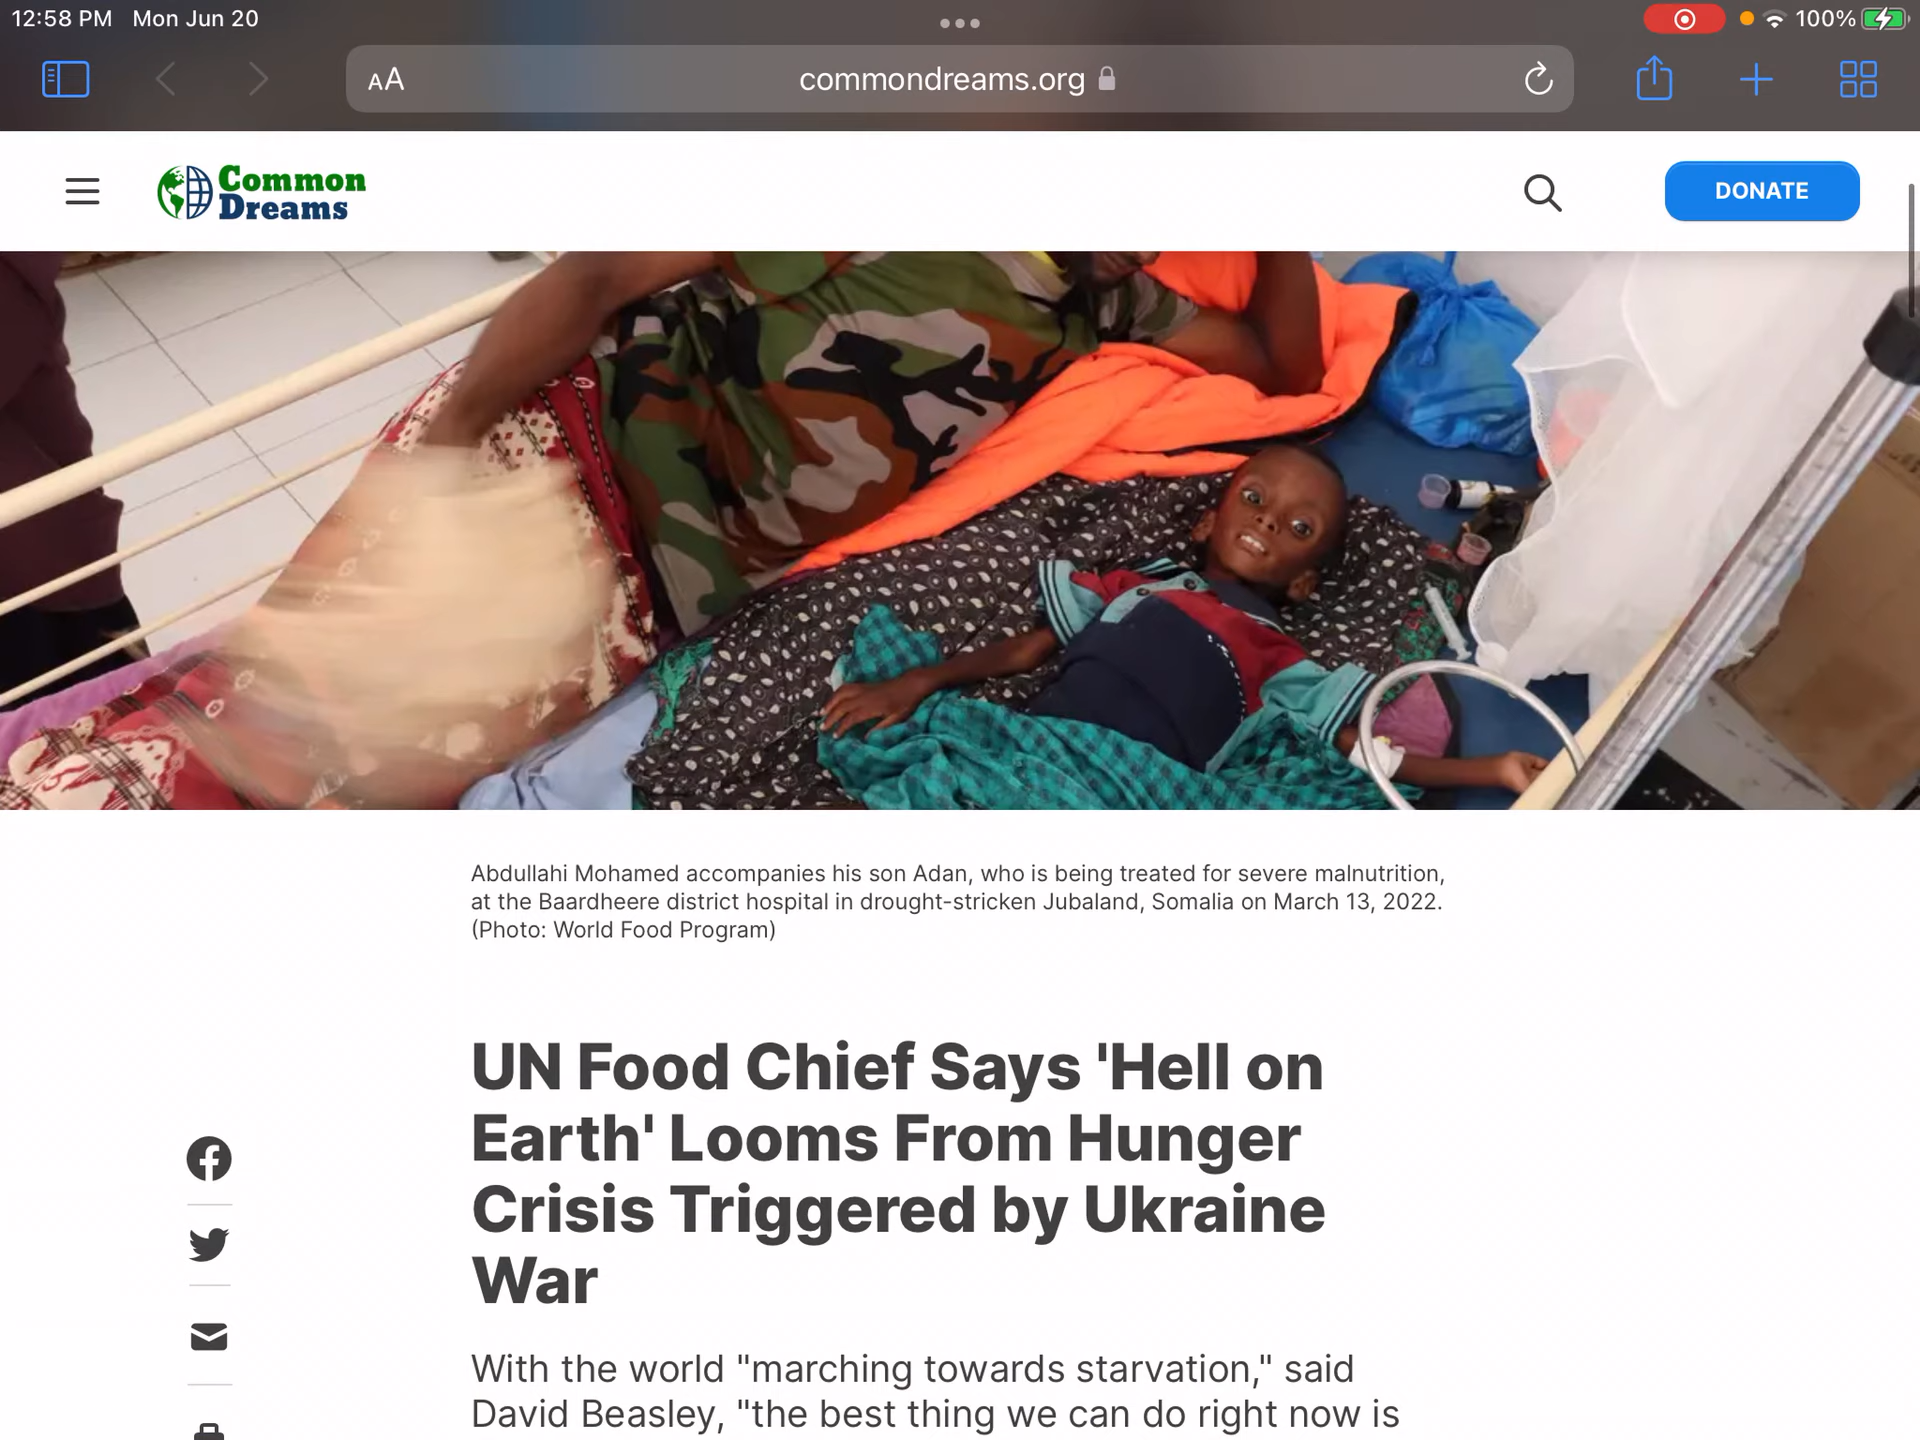 12:58 PM Mon Jun 20
100%
AA
commondreams.org
Common
Dreams
DONATE
Abdullahi Mohamed accompanies his son Adan, who is being treated for severe malnutrition,
at the Baardheere district hospital in drought-stricken Jubaland, Somalia on March 13, 2022.
(Photo: World Food Program)
UN Food Chief Says 'Hell on
Earth' Looms From Hunger
Crisis Triggered by Ukraine
War
With the world "marching towards starvation," said
David Beasley, "the best thing we can do right now is